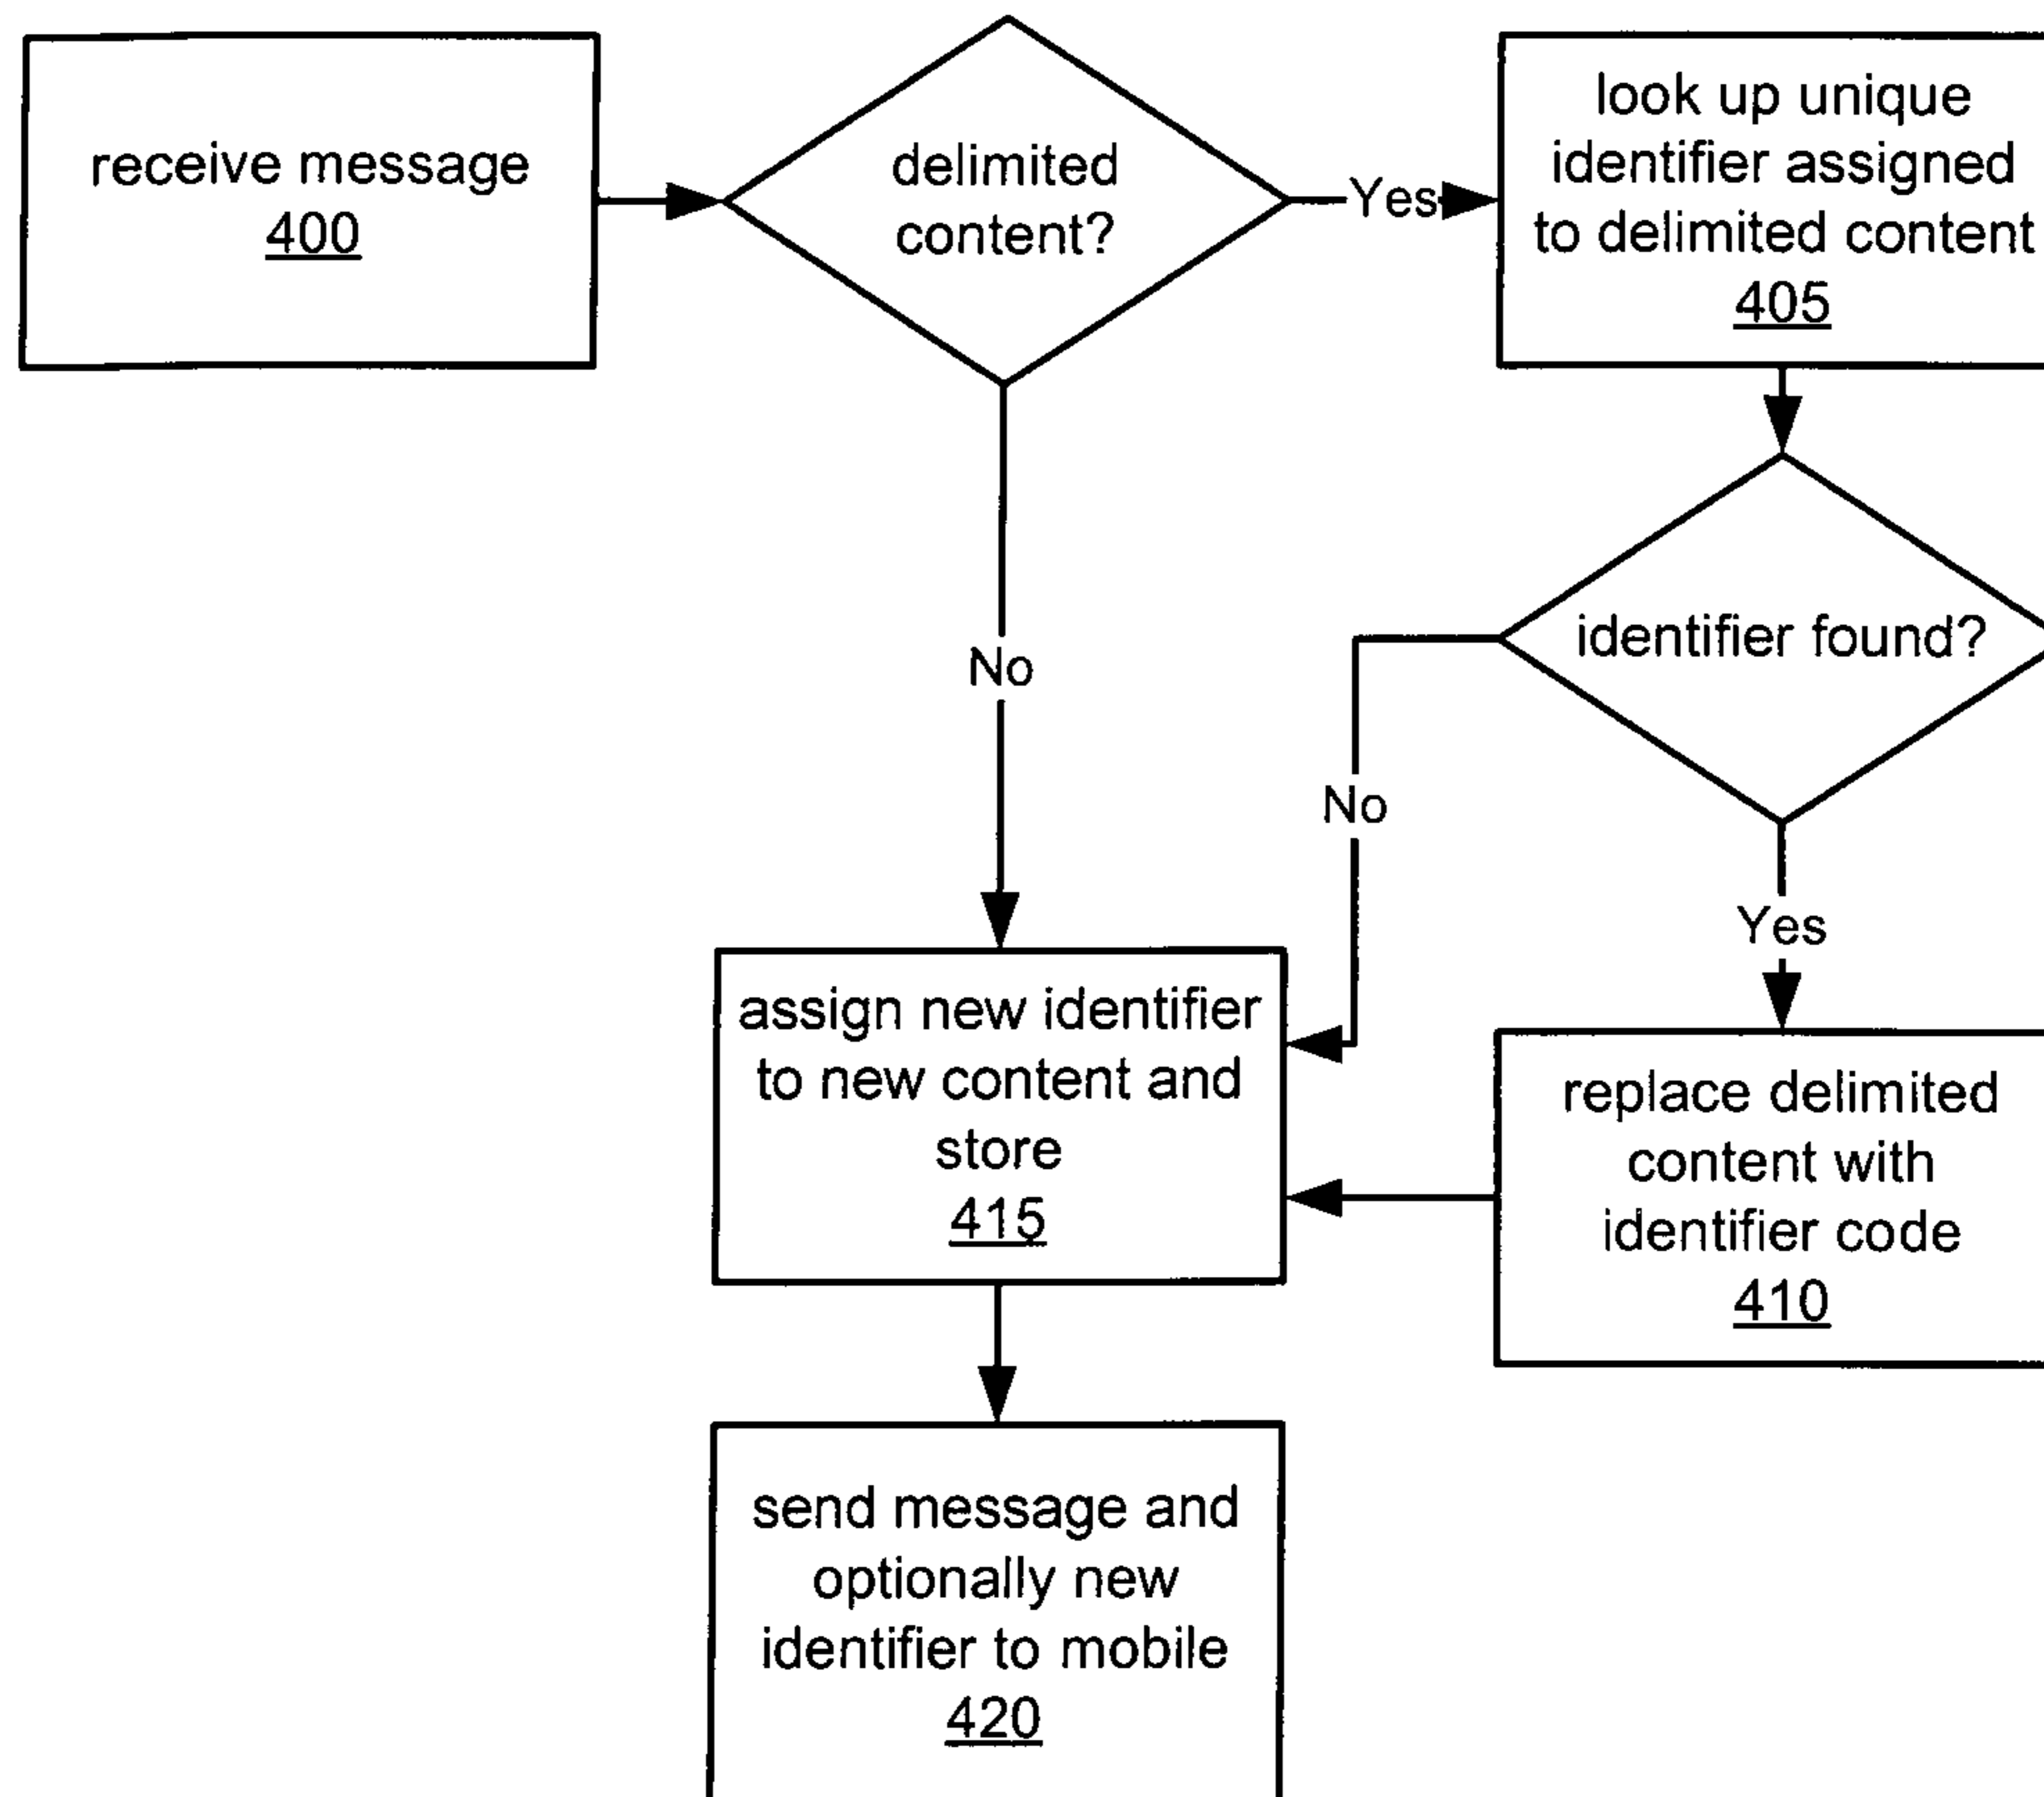 receive message
400
delimited
content?
Yes
look up unique
identifier assigned
to delimited content
405
identifier found?
No
No
Yes
assign new identifier
to new content and
store
415
replace delimited
content with
identifier code
410
send message and
optionally new
identifier to mobile
420